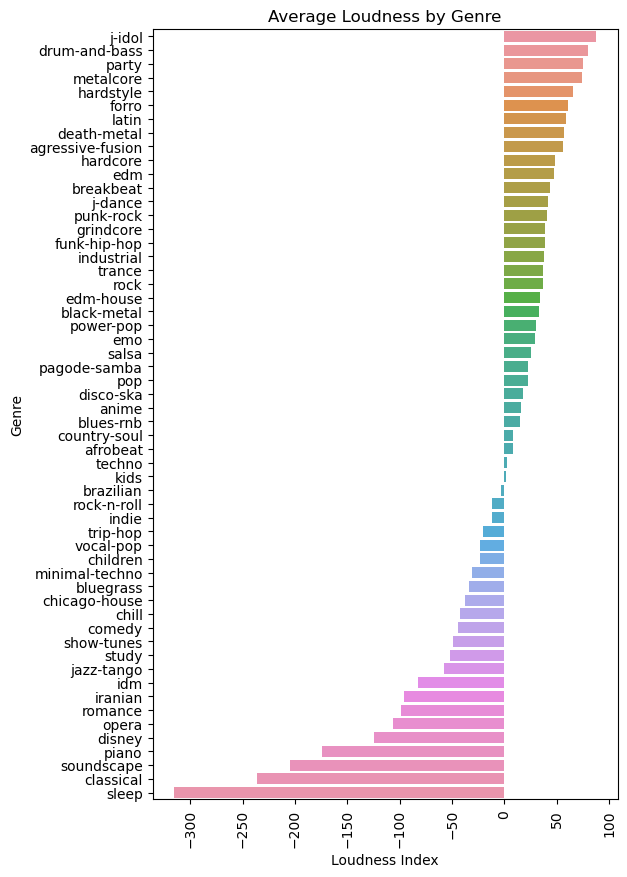 Average Loudness by Genre
j-idol
drum-and-bass
party
metalcore
hardstyle
forro
latin
death-metal
agressive-fusion
hardcore
edm
breakbeat
j-dance
punk-rock
grindcore
funk-hip-hop
industrial
trance
rock
edm-house
black-metal
power-pop
emo
salsa
pagode-samba
pop
disco-ska
anime
blues-rnb
country-soul
afrobeat
techno
kids
brazilian
rock-n-roll
indie
trip-hop
vocal-pop
children
minimal-techno
bluegrass
chicago-house
chill
comedy
show-tunes
study
jazz-tango
idm
iranian
romance
opera
disney
piano
soundscape
classical
sleep
Genre
−300
−250
−200
−150
−100
−50
0
50
100
Loudness Index